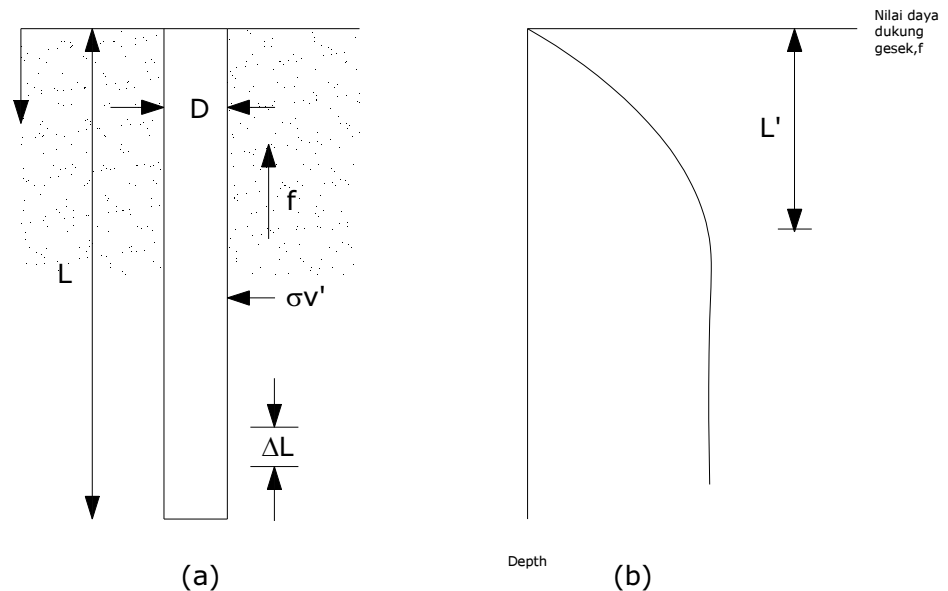 Nilai daya
dukung
gesek,f
D
L'
f
L
σv'
ΔL
Depth
(a)
(b)